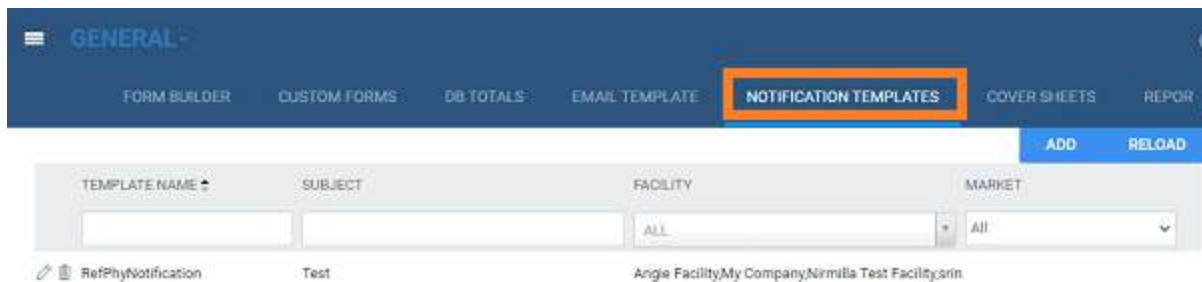 GENERAL-
FORM BUILDER CUSTOM FORMS DB TOTALS EMAIL TEMPLATE NOTIFICATION TEMPLATES COVER SHEETS REPOR
ADD RELOAD
TEMPLATE NAME SUBJECT FACILITY MARKET
ALL All
RefPhyNotification Test Angie Facility,My Company,Nirmilla Test Facility,srin